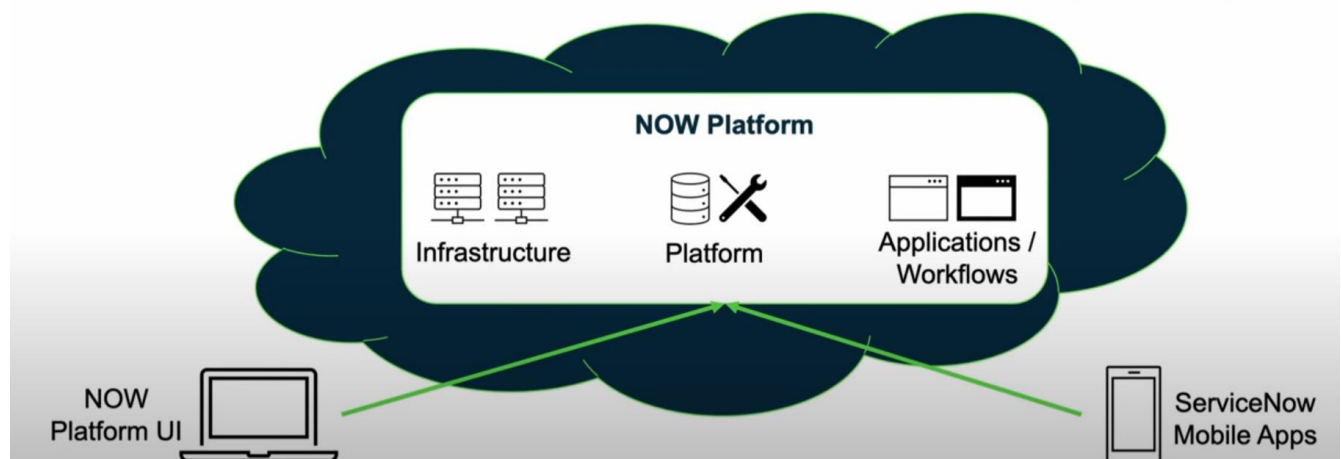 NOW Platform
Infrastructure
Platform
Applications /
Workflows
NOW
Platform UI
ServiceNow
Mobile Apps